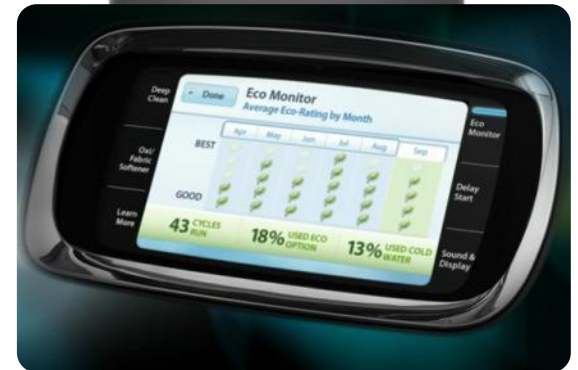 Deep
Clean
Oxi/
Fabric
Softener
Learn
More
Done
Eco Monitor
Average Eco-Rating by Month
Apr May Jun Jul Aug Sep
BEST
GOOD
43 CYCLES
RUN
18% USED ECO
OPTION
13% USED COLD
WATER
Eco
Monitor
Delay
Start
Sound &
Display